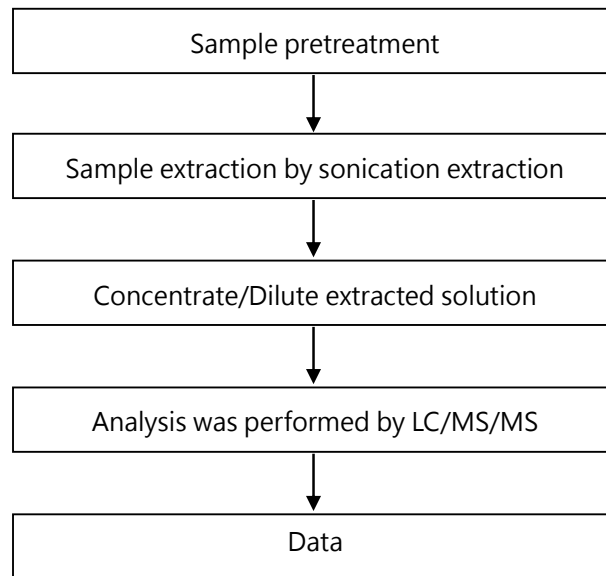 Sample pretreatment
Sample extraction by sonication extraction
Concentrate/Dilute extracted solution
Analysis was performed by LC/MS/MS
Data